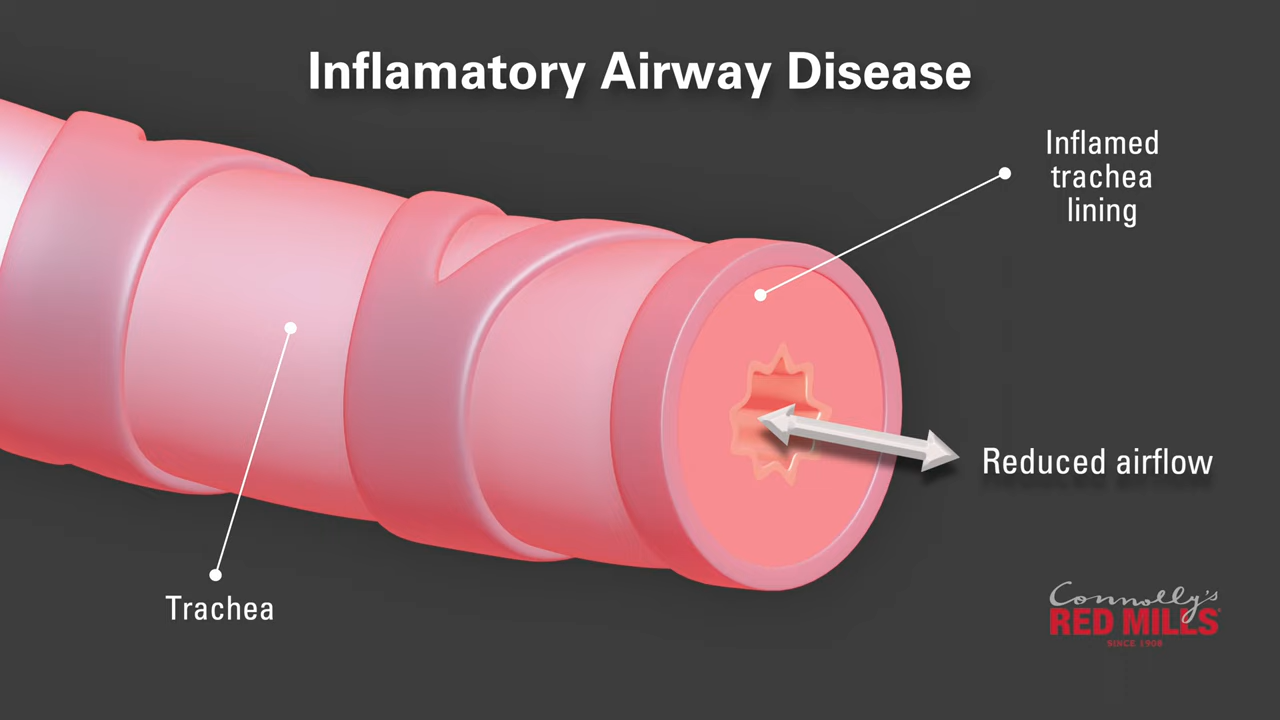 Inflamatory Airway Disease
Inflamed
trachea
lining
Reduced airflow
Trachea
Connolly's
RED MILLS
SINCE 1908